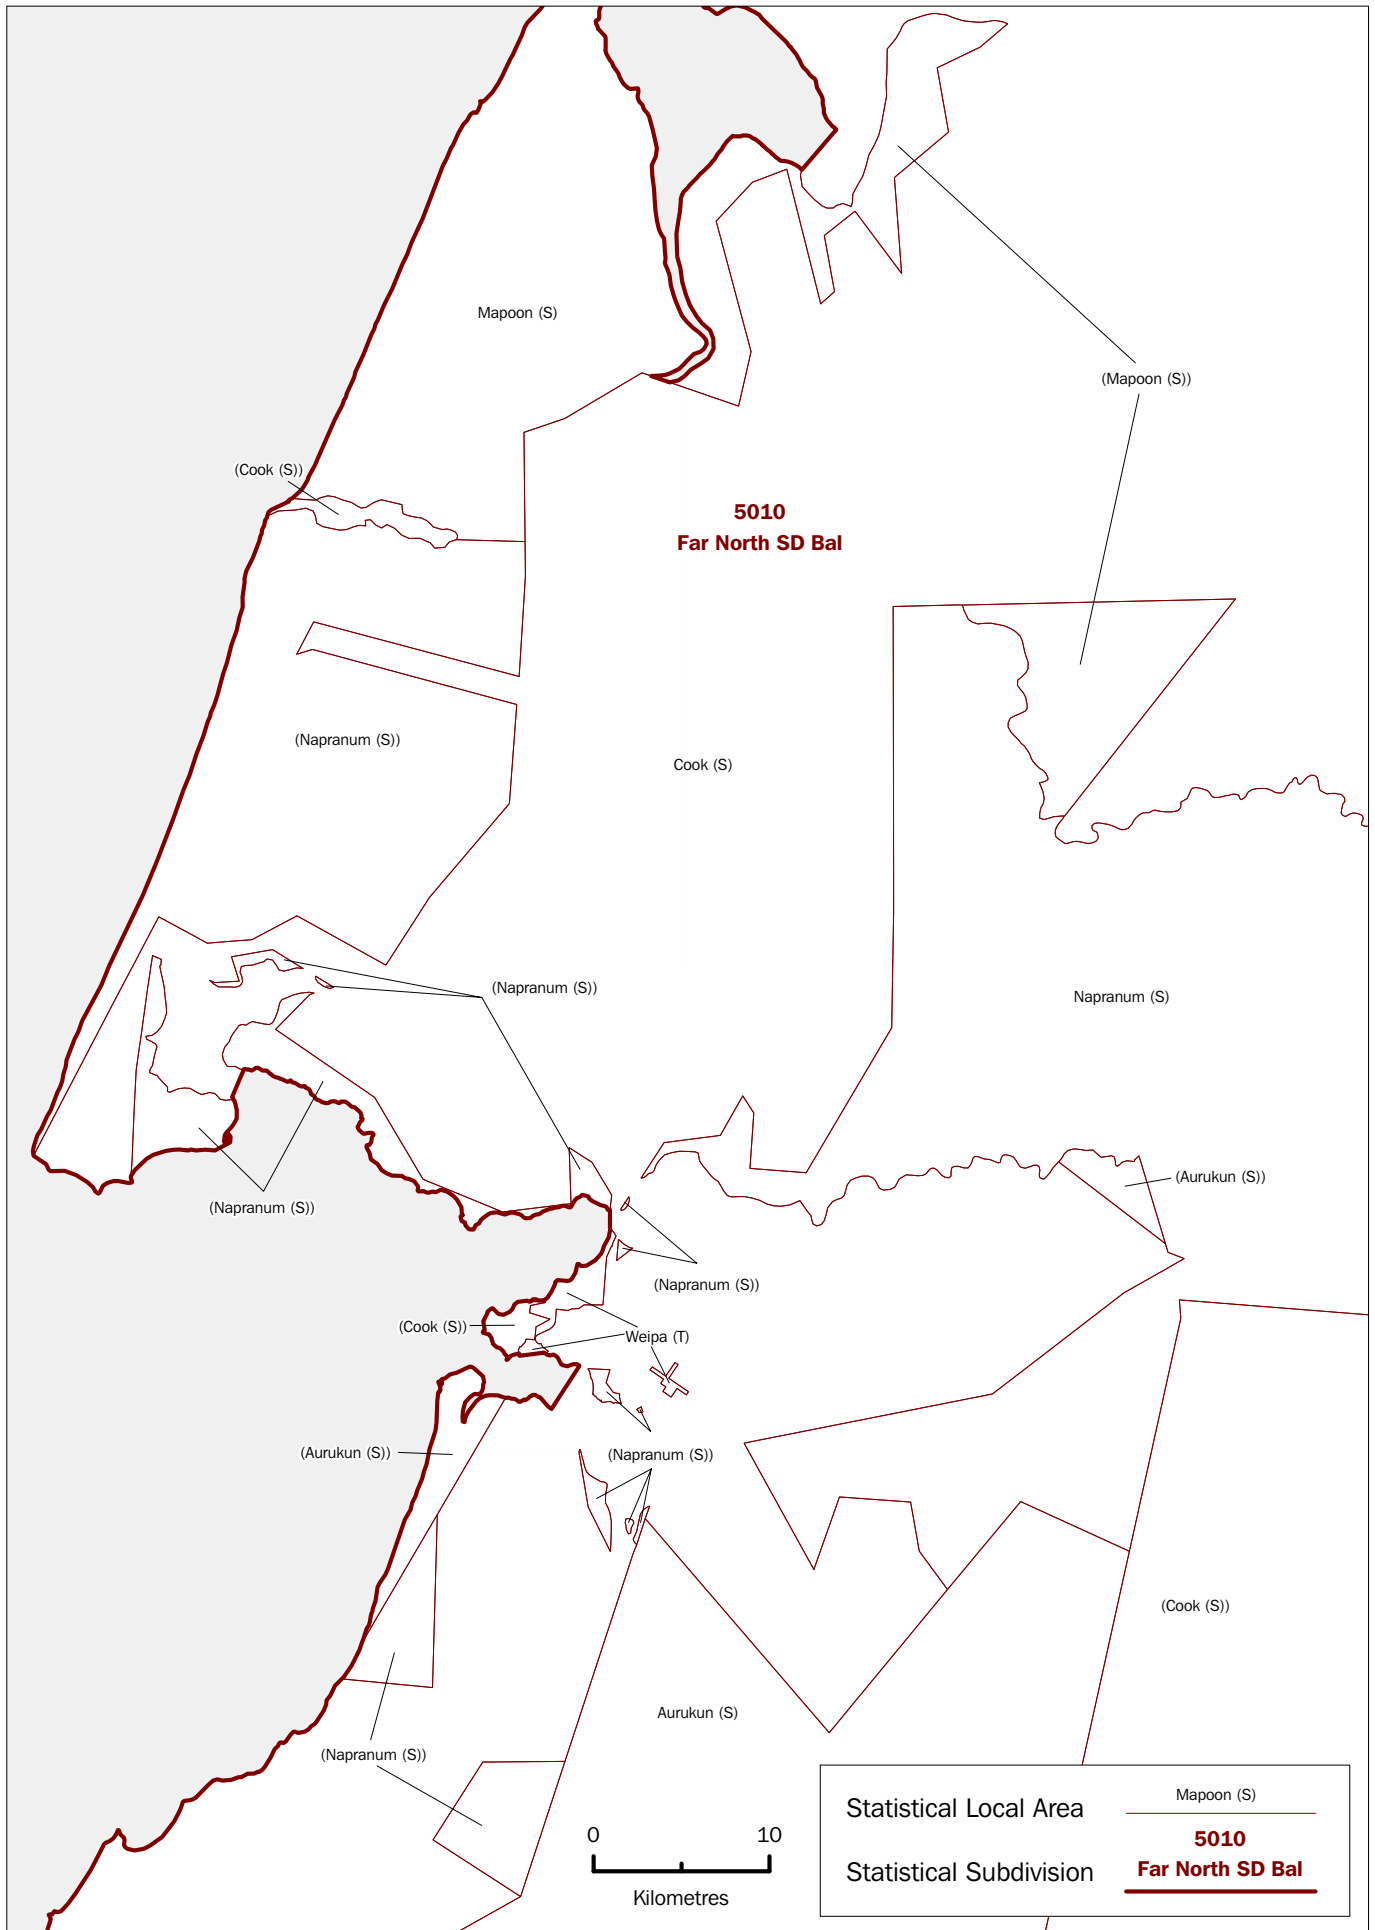 Mapoon (S)
(Mapoon (S))
(Cook (S))
5010
Far North SD Bal
(Napranum (S))
Cook (S)
(Napranum (S))
Napranum (S)
(Aurukun (S))
(Napranum (S))
(Napranum (S))
(Cook (S))
Weipa (T)
(Aurukun (S))
(Napranum (S))
(Cook (S))
Aurukun (S)
(Napranum (S))
0 10
Kilometres
Statistical Local Area
Mapoon (S)
5010
Statistical Subdivision
Far North SD Bal